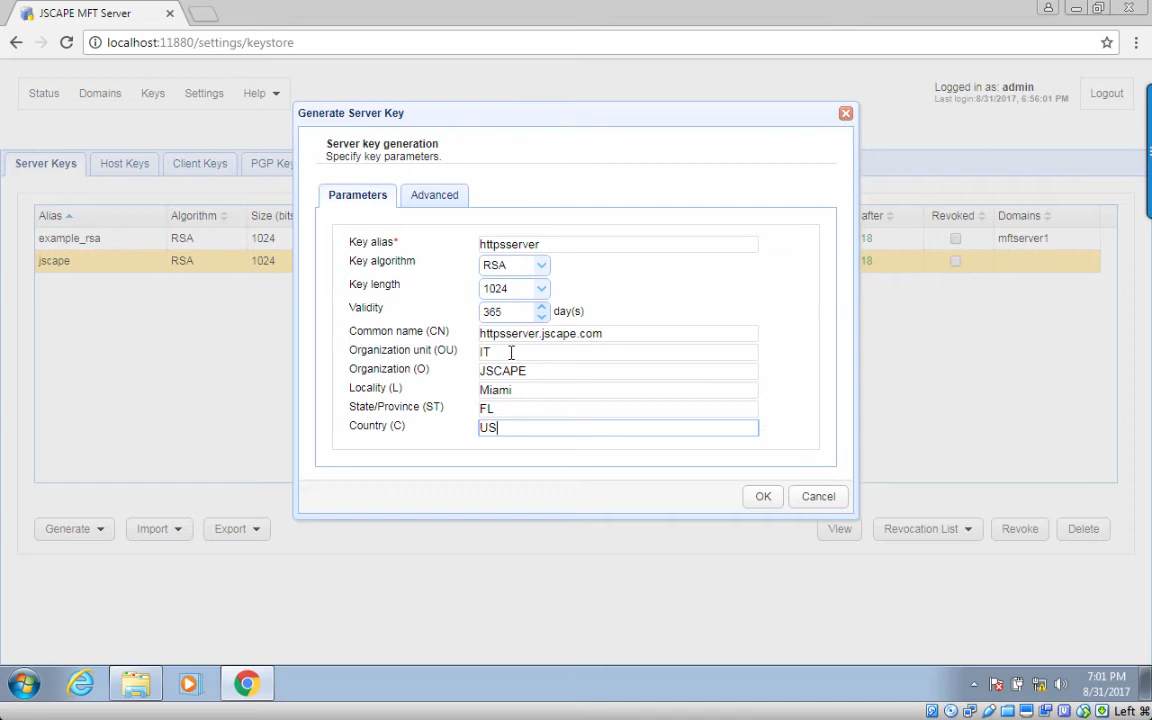 JSCAPE MFT Server
localhost:11880/settings/keystore
Status Domains Keys Settings Help
Logged in as: admin
Last login:8/31/2017, 6:56:01 PM
Logout
Generate Server Key
Server key generation
Specify key parameters.
Server Keys Host Keys Client Keys PGP Key
Parameters Advanced
Alias Algorithm Size (bits after Revoked Domains
example_rsa RSA 1024 18 mftserver1
jscape RSA 1024 18
Key alias* httpsserver
Key algorithm RSA
Key length 1024
Validity 365 day(s)
Common name (CN) httpsserver.jscape.com
Organization unit (OU) IT
Organization (O) JSCAPE
Locality (L) Miami
State/Province (ST) FL
Country (C) US
OK Cancel
Generate Import Export View Revocation List Revoke Delete
7:01 PM
8/31/2017
Left ⌘